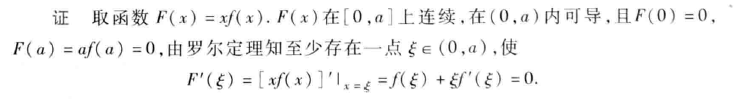 证 取函数 F(x)=xf(x). F(x)在[0,a]上连续,在(0,a)内可导,且F(0)=0,
F(a)=af(a)=0,由罗尔定理知至少存在一点 ξ∈(0,a),使
F′(ξ)=[xf(x)]′|ₓ₌ξ=f(ξ)+ξf′(ξ)=0.